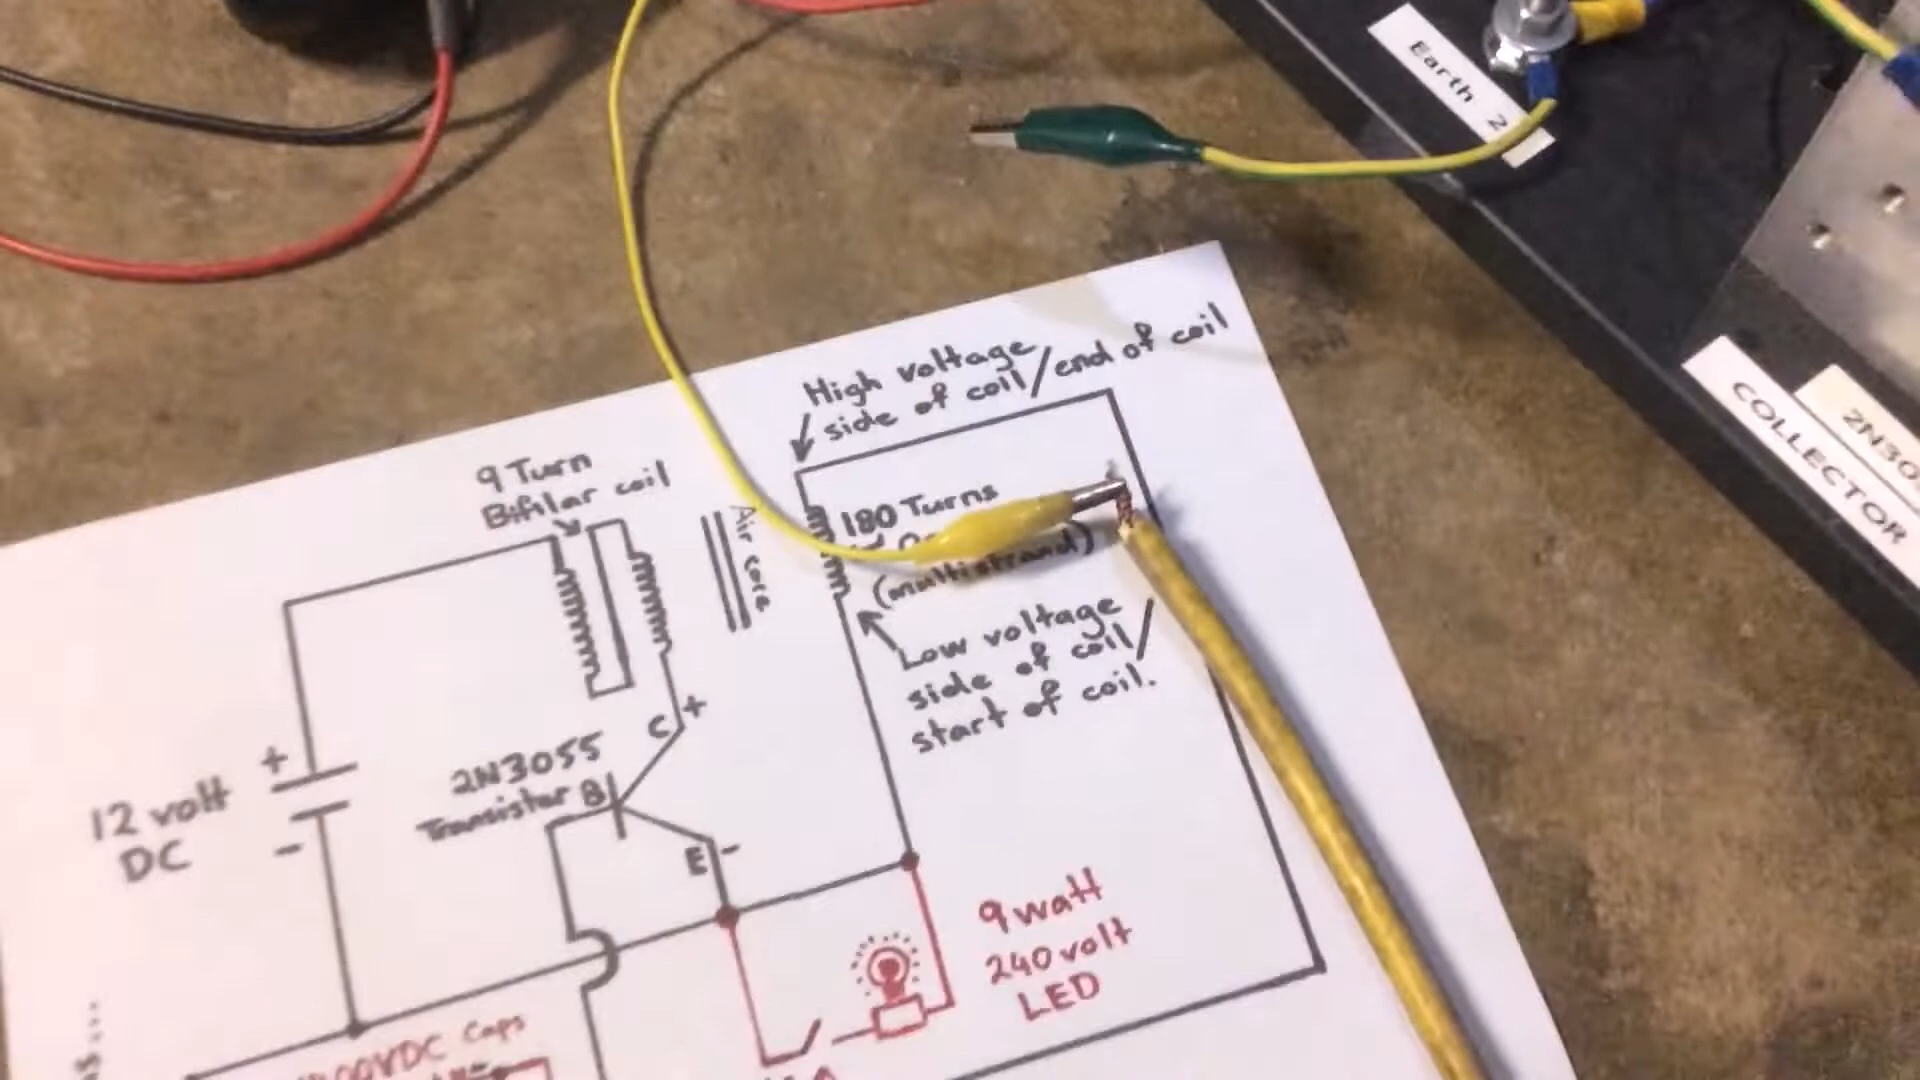 Earth 2
2N30
COLLECTOR
High voltage
side of coil/end of coil
9 Turn
Bifilar coil
Air core
180 Turns
(multistrand)
Low voltage
side of coil/
start of coil.
C +
2N3055
Transistor B
E -
+
12 volt
DC
-
9 watt
240 volt
LED
00VDC Caps